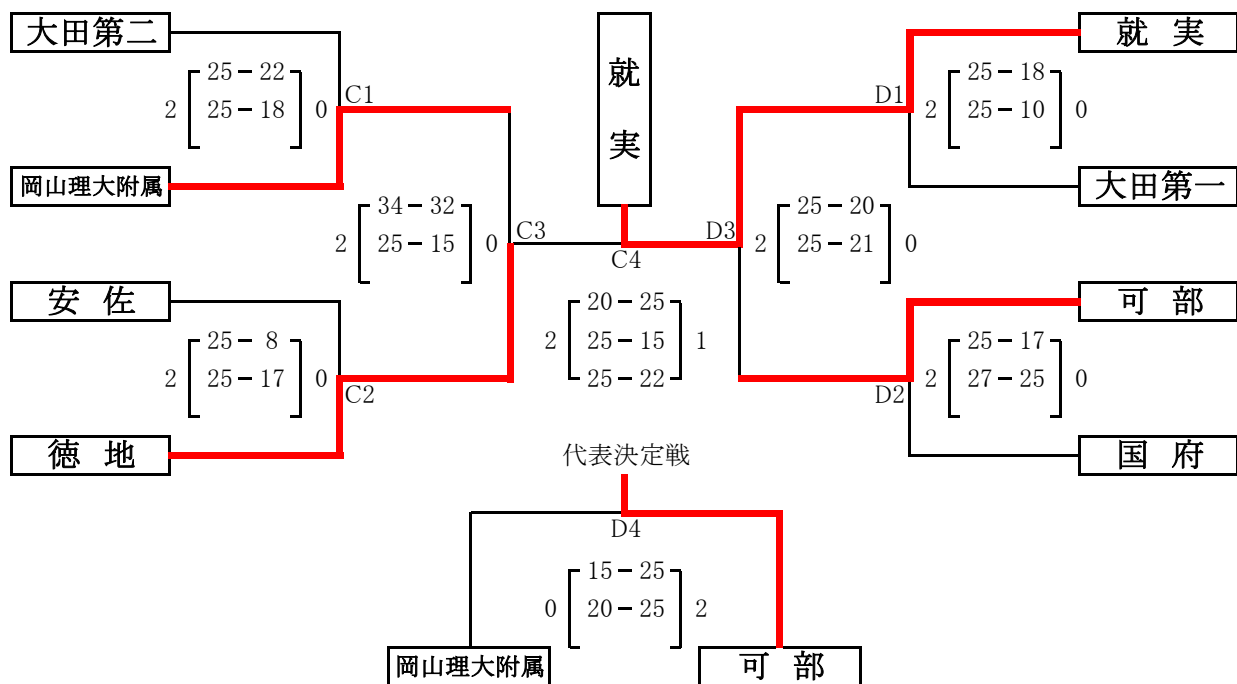 大田第二
25－22
2 25－18 0
C1
岡山理大附属
34－32
2 25－15 0
C3
安 佐
25－ 8
2 25－17 0
C2
徳 地
就実
C4
20－25
2 25－15 1
25－22
就 実
D1
25－18
2 25－10 0
大田第一
D3
25－20
2 25－21 0
可 部
25－17
2 27－25 0
D2
国 府
代表決定戦
D4
15－25
0 20－25 2
岡山理大附属
可 部